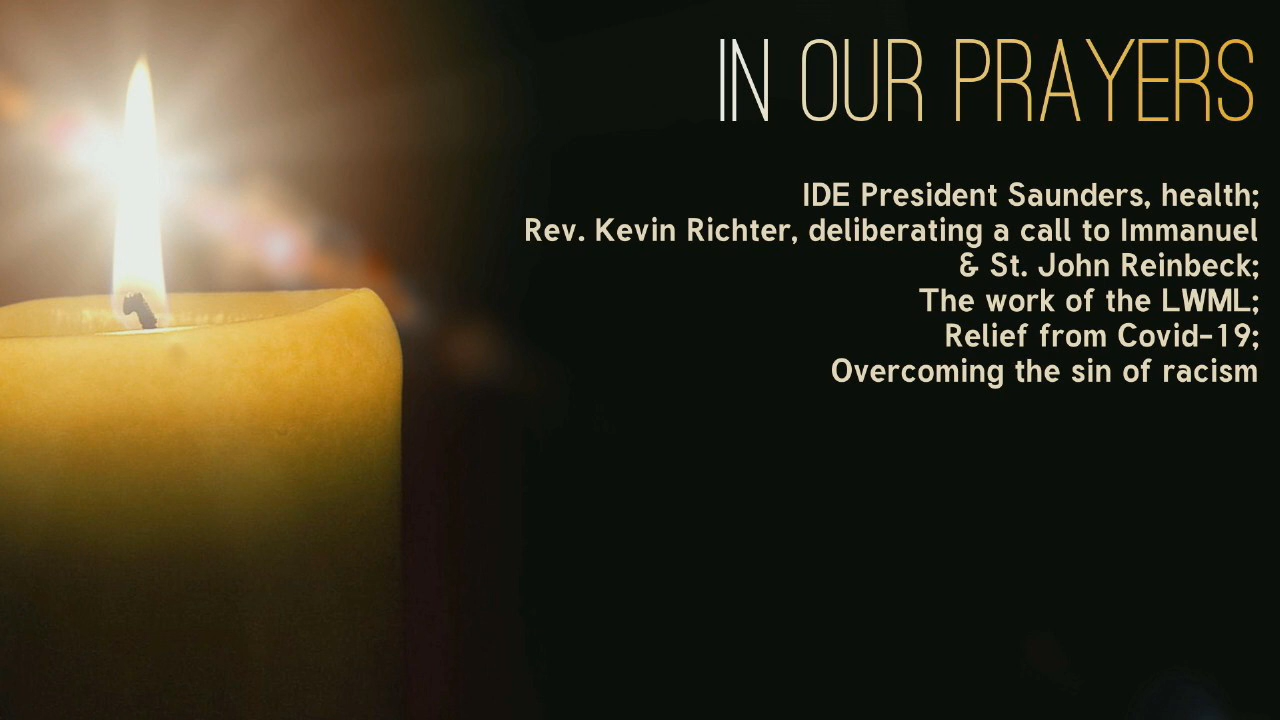 IN OUR PRAYERS
IDE President Saunders, health;
Rev. Kevin Richter, deliberating a call to Immanuel
& St. John Reinbeck;
The work of the LWML;
Relief from Covid-19;
Overcoming the sin of racism